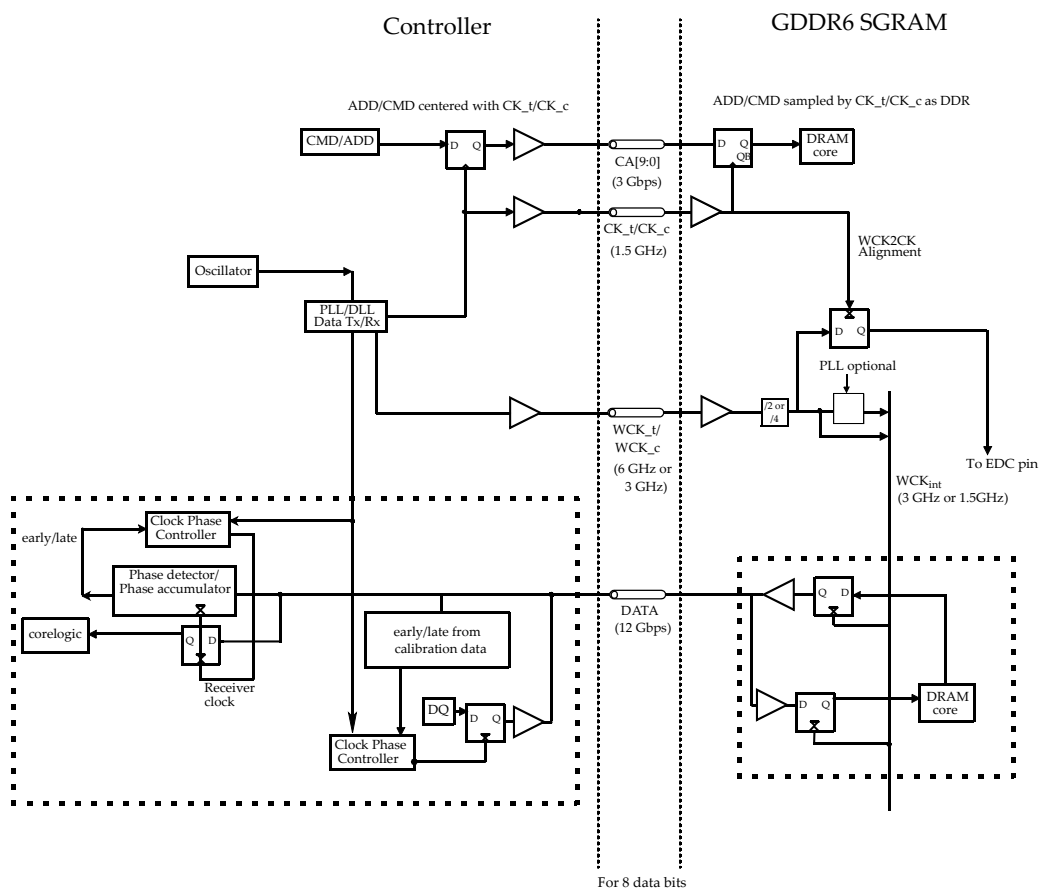 Controller
GDDR6 SGRAM
ADD/CMD centered with CK_t/CK_c
ADD/CMD sampled by CK_t/CK_c as DDR
CMD/ADD
D Q
CA[9:0]
(3 Gbps)
D Q
QB
DRAM
core
CK_t/CK_c
(1.5 GHz)
WCK2CK
Alignment
Oscillator
PLL/DLL
Data Tx/Rx
D Q
PLL optional
/2 or
/4
WCK_t/
WCK_c
(6 GHz or
3 GHz)
To EDC pin
WCKint
(3 GHz or 1.5GHz)
early/late
Clock Phase
Controller
Phase detector/
Phase accumulator
corelogic
Q D
Receiver
clock
early/late from
calibration data
DATA
(12 Gbps)
Q D
DQ
D Q
Clock Phase
Controller
D Q
DRAM
core
For 8 data bits